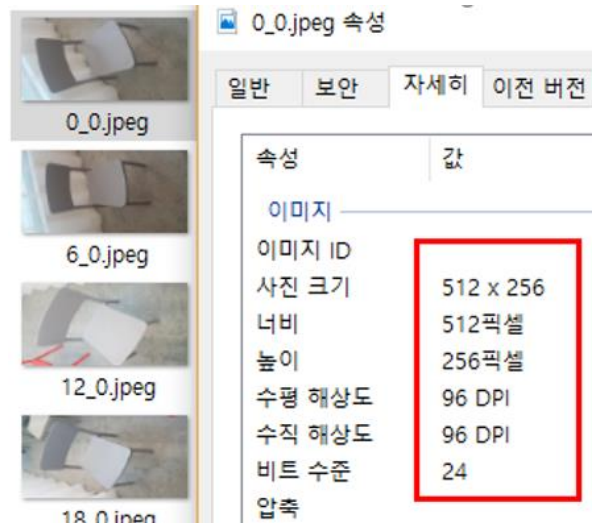 0_0.jpeg
6_0.jpeg
12_0.jpeg
18_0.jpeg
0_0.jpeg 속성
일반 보안 자세히 이전 버전
속성 값
이미지
이미지 ID
사진 크기 512 x 256
너비 512픽셀
높이 256픽셀
수평 해상도 96 DPI
수직 해상도 96 DPI
비트 수준 24
압축